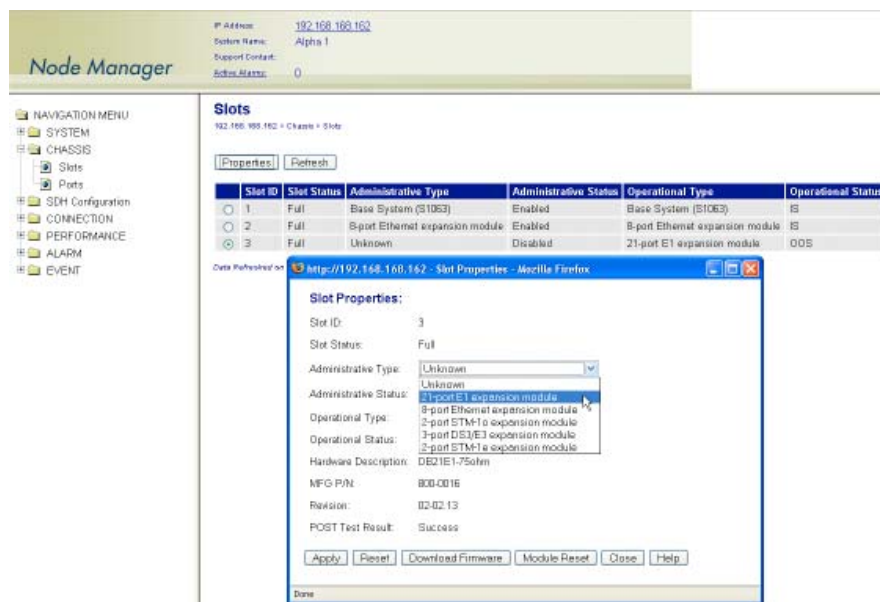 Node Manager
IP Address: 192.168.168.162
System Name: Alpha 1
Support Contact:
Active Alarms: 0
NAVIGATION MENU
SYSTEM
CHASSIS
Slots
Ports
SDH Configuration
CONNECTION
PERFORMANCE
ALARM
EVENT
Slots
192.168.168.162 > Chassis > Slots
Properties Refresh
Slot ID Slot Status Administrative Type Administrative Status Operational Type Operational Status
1 Full Base System (S1063) Enabled Base System (S1063) IS
2 Full 8-port Ethernet expansion module Enabled 8-port Ethernet expansion module IS
3 Full Unknown Disabled 21-port E1 expansion module OOS
Data Refreshed on
http://192.168.168.162 - Slot Properties - Mozilla Firefox
Slot Properties:
Slot ID: 3
Slot Status: Full
Administrative Type: Unknown
Unknown
Administrative Status: 21-port E1 expansion module
8-port Ethernet expansion module
Operational Type: 2-port STM-1o expansion module
3-port DS3/E3 expansion module
Operational Status: 2-port STM-1e expansion module
Hardware Description: DB21E1-75ohm
MFG P/N: 800-0016
Revision: 02-02.13
POST Test Result: Success
Apply Reset Download Firmware Module Reset Close Help
Done